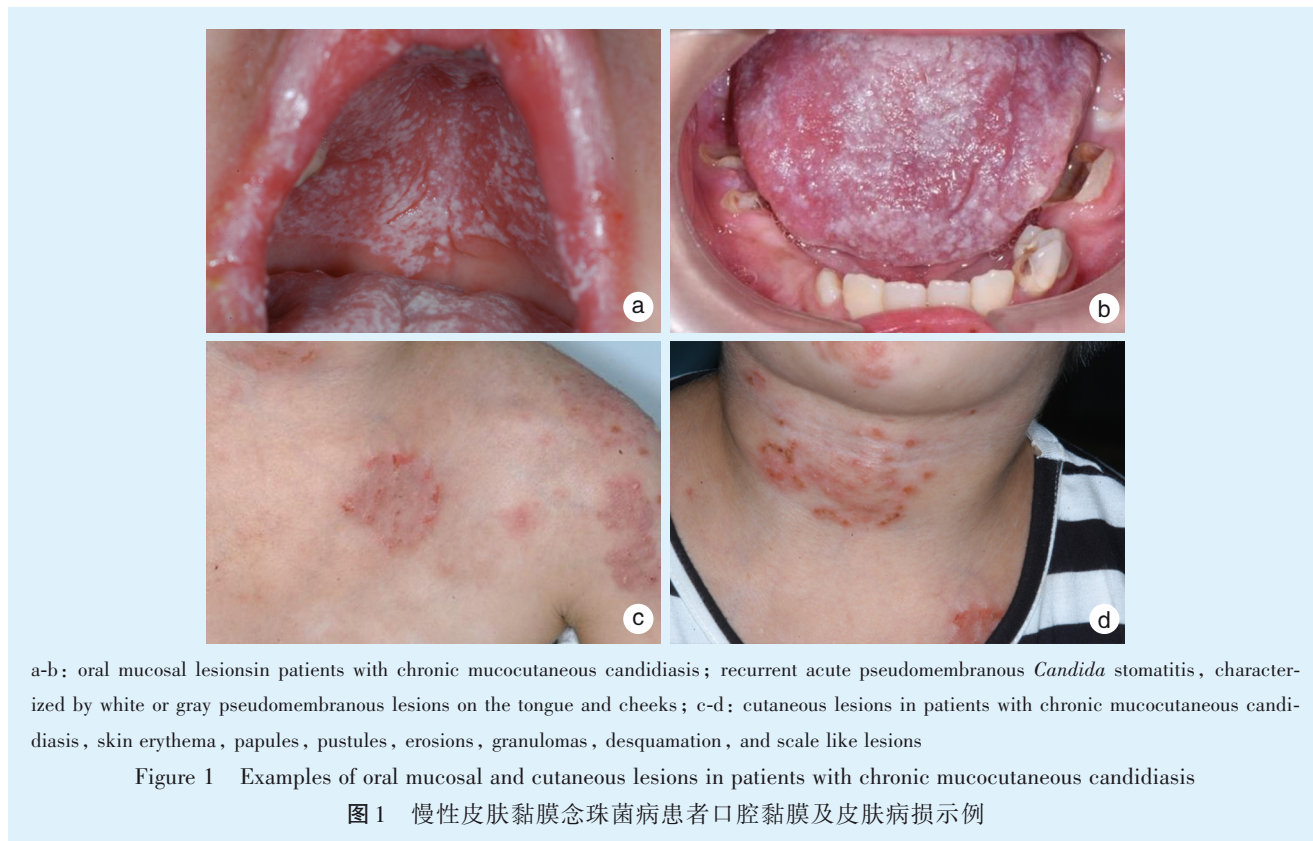 a
b
c
d
a-b: oral mucosal lesionsin patients with chronic mucocutaneous candidiasis; recurrent acute pseudomembranous Candida stomatitis, character-
ized by white or gray pseudomembranous lesions on the tongue and cheeks; c-d: cutaneous lesions in patients with chronic mucocutaneous candi-
diasis, skin erythema, papules, pustules, erosions, granulomas, desquamation, and scale like lesions
Figure 1 Examples of oral mucosal and cutaneous lesions in patients with chronic mucocutaneous candidiasis
图1 慢性皮肤黏膜念珠菌病患者口腔黏膜及皮肤病损示例